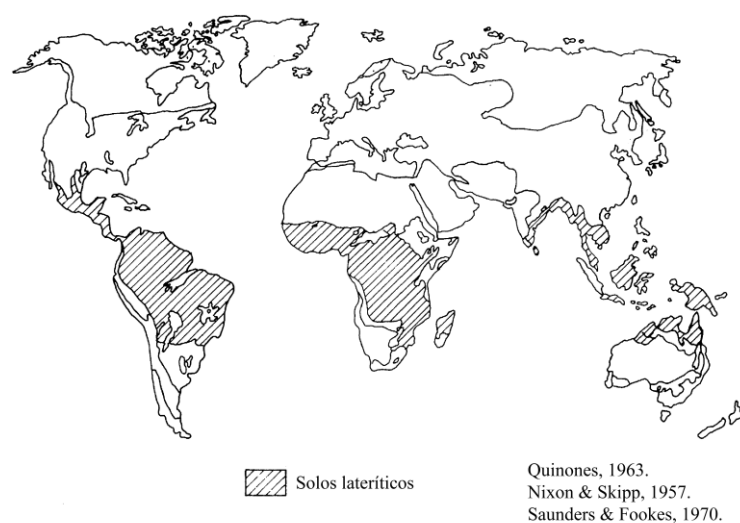 Solos lateríticos
Quinones, 1963.
Nixon & Skipp, 1957.
Saunders & Fookes, 1970.